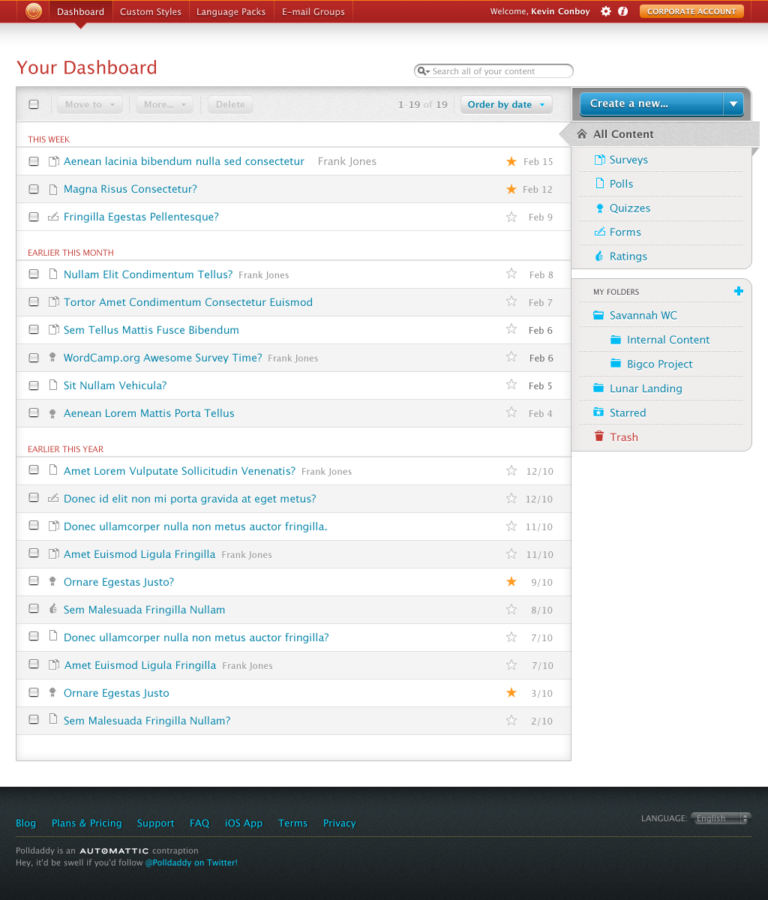 Dashboard Custom Styles Language Packs E-mail Groups Welcome, Kevin Conboy CORPORATE ACCOUNT
Your Dashboard
Search all of your content
Move to More... Delete 1-19 of 19 Order by date
THIS WEEK
Aenean lacinia bibendum nulla sed consectetur Frank Jones Feb 15
Magna Risus Consectetur? Feb 12
Fringilla Egestas Pellentesque? Feb 9
EARLIER THIS MONTH
Nullam Elit Condimentum Tellus? Frank Jones Feb 8
Tortor Amet Condimentum Consectetur Euismod Feb 7
Sem Tellus Mattis Fusce Bibendum Feb 6
WordCamp.org Awesome Survey Time? Frank Jones Feb 6
Sit Nullam Vehicula? Feb 5
Aenean Lorem Mattis Porta Tellus Feb 4
EARLIER THIS YEAR
Amet Lorem Vulputate Sollicitudin Venenatis? Frank Jones 12/10
Donec id elit non mi porta gravida at eget metus? 12/10
Donec ullamcorper nulla non metus auctor fringilla. 11/10
Amet Euismod Ligula Fringilla Frank Jones 11/10
Ornare Egestas Justo? 9/10
Sem Malesuada Fringilla Nullam 8/10
Donec ullamcorper nulla non metus auctor fringilla? 7/10
Amet Euismod Ligula Fringilla Frank Jones 7/10
Ornare Egestas Justo 3/10
Sem Malesuada Fringilla Nullam? 2/10
Create a new...
All Content
Surveys
Polls
Quizzes
Forms
Ratings
MY FOLDERS
Savannah WC
Internal Content
Bigco Project
Lunar Landing
Starred
Trash
Blog Plans & Pricing Support FAQ iOS App Terms Privacy LANGUAGE: English
Polldaddy is an AUTOMATTIC contraption
Hey, it'd be swell if you'd follow @Polldaddy on Twitter!